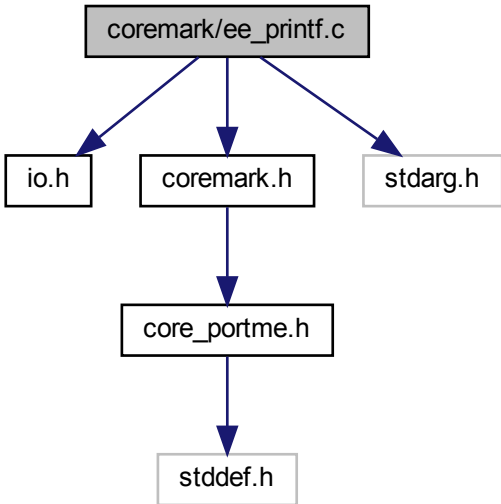 coremark/ee_printf.c
io.h
coremark.h
stdarg.h
core_portme.h
stddef.h